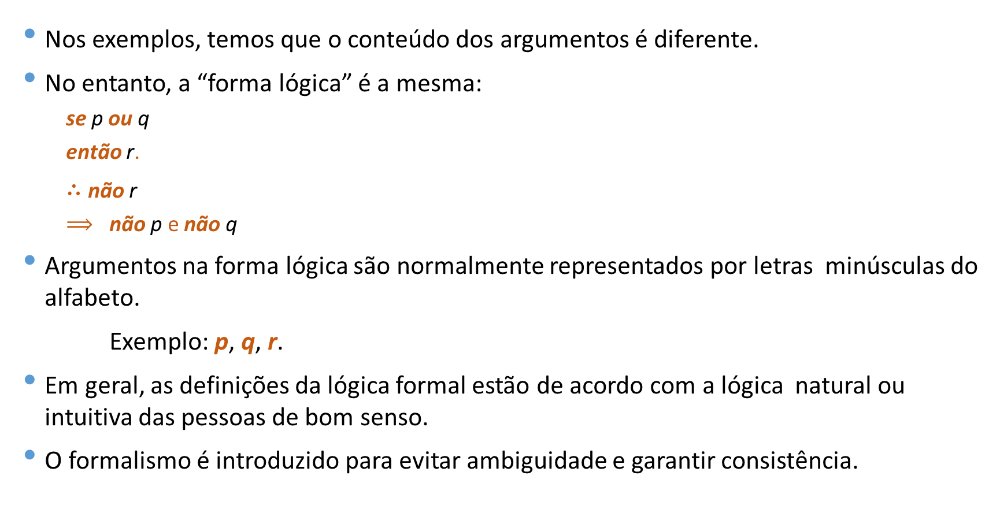 • Nos exemplos, temos que o conteúdo dos argumentos é diferente.
• No entanto, a “forma lógica” é a mesma:
se p ou q
então r.
∴ não r
⟹ não p e não q
• Argumentos na forma lógica são normalmente representados por letras minúsculas do
alfabeto.
Exemplo: p, q, r.
• Em geral, as definições da lógica formal estão de acordo com a lógica natural ou
intuitiva das pessoas de bom senso.
• O formalismo é introduzido para evitar ambiguidade e garantir consistência.